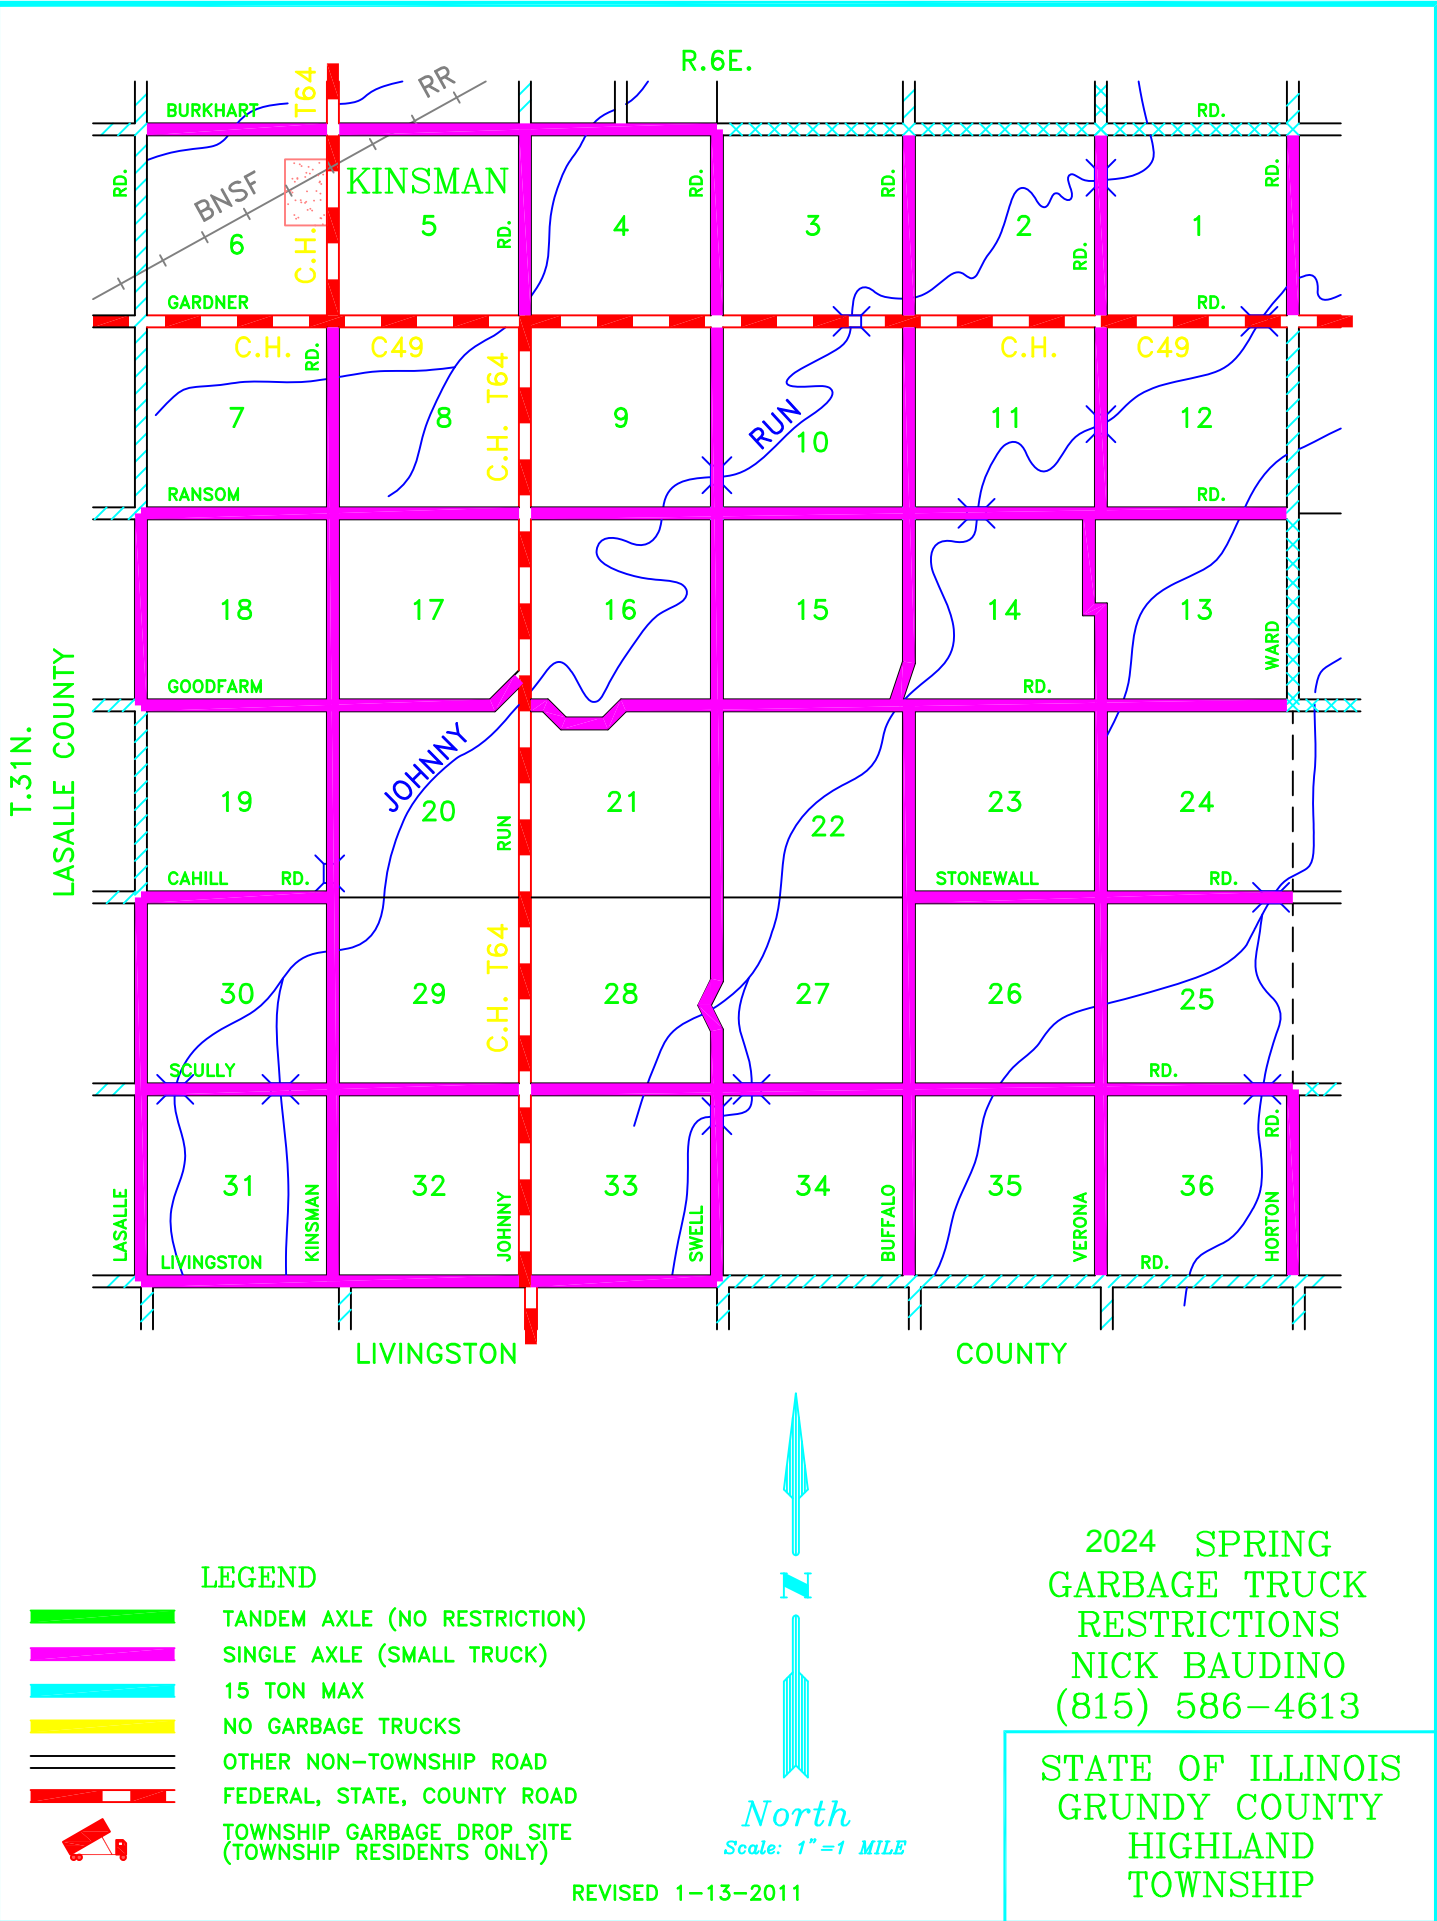 R.6E.
T64
RR
BURKHART
RD.
RD.
BNSF
KINSMAN
RD.
RD.
RD.
6
C.H.
5
RD.
4
3
2
RD.
1
GARDNER
RD.
C.H.
RD.
C49
C.H.
C49
C.H. T64
7
8
9
RUN
10
11
12
RANSOM
RD.
18
17
16
15
14
13
WARD
GOODFARM
RD.
T.31N.
LASALLE COUNTY
JOHNNY
19
20
RUN
21
22
23
24
CAHILL RD.
STONEWALL RD.
C.H. T64
30
29
28
27
26
25
SCULLY
RD.
RD.
31
32
33
34
35
36
LASALLE
KINSMAN
JOHNNY
SWELL
BUFFALO
VERONA
HORTON
LIVINGSTON
RD.
LIVINGSTON COUNTY
N
North
Scale: 1"=1 MILE
LEGEND
TANDEM AXLE (NO RESTRICTION)
SINGLE AXLE (SMALL TRUCK)
15 TON MAX
NO GARBAGE TRUCKS
OTHER NON-TOWNSHIP ROAD
FEDERAL, STATE, COUNTY ROAD
TOWNSHIP GARBAGE DROP SITE
(TOWNSHIP RESIDENTS ONLY)
REVISED 1-13-2011
2024 SPRING
GARBAGE TRUCK
RESTRICTIONS
NICK BAUDINO
(815) 586-4613
STATE OF ILLINOIS
GRUNDY COUNTY
HIGHLAND
TOWNSHIP